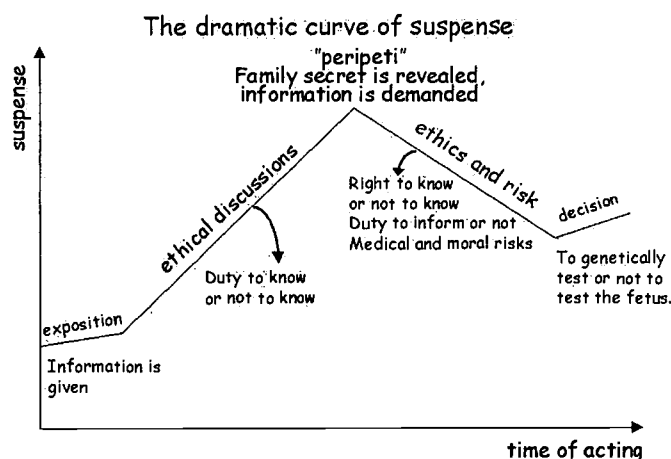 The dramatic curve of suspense
"peripeti"
Family secret is revealed,
information is demanded
suspense
ethical discussions
ethics and risk
Right to know
or not to know
Duty to inform or not
Medical and moral risks
decision
Duty to know
or not to know
To genetically
test or not to
test the fetus.
exposition
Information is
given
time of acting